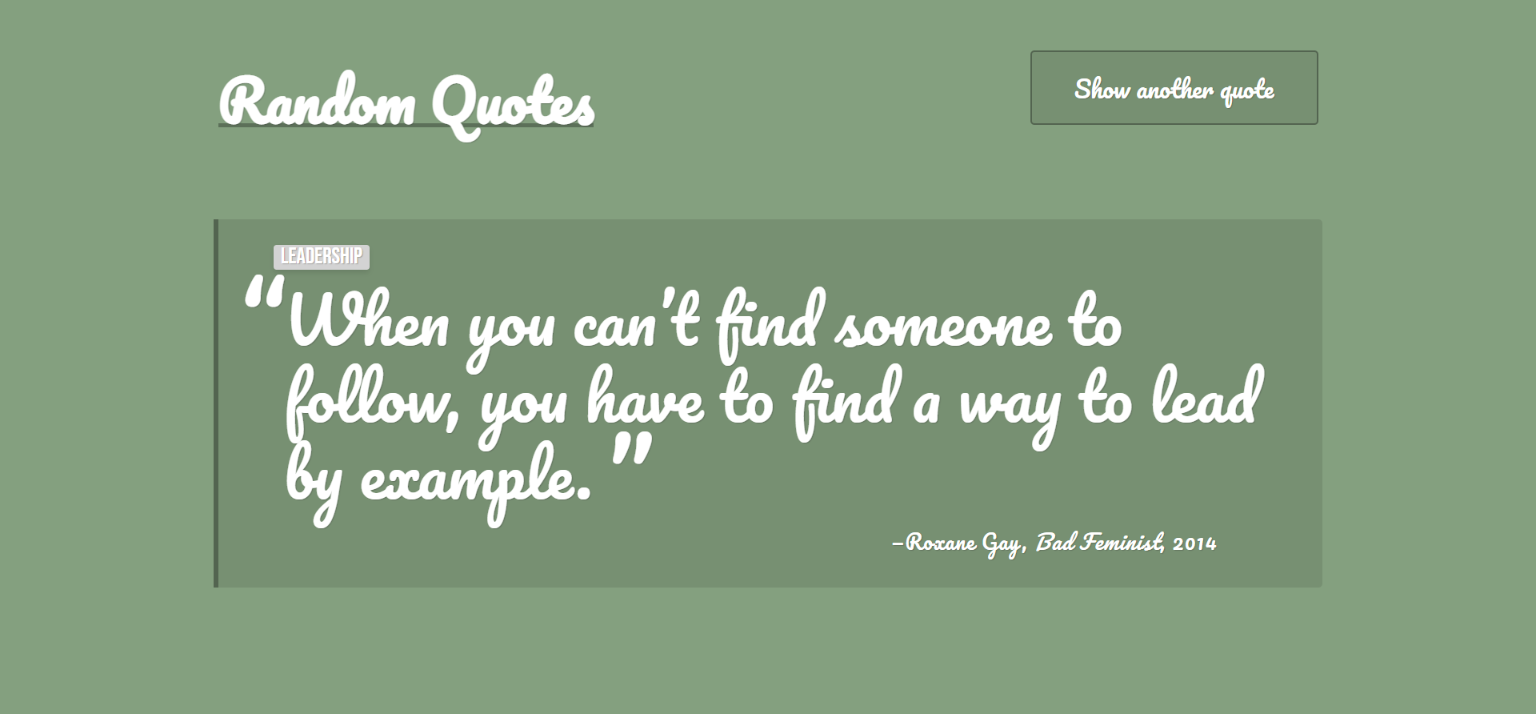 Random Quotes
Show another quote
LEADERSHIP
“When you can’t find someone to
follow, you have to find a way to lead
by example.”
–Roxane Gay, Bad Feminist, 2014